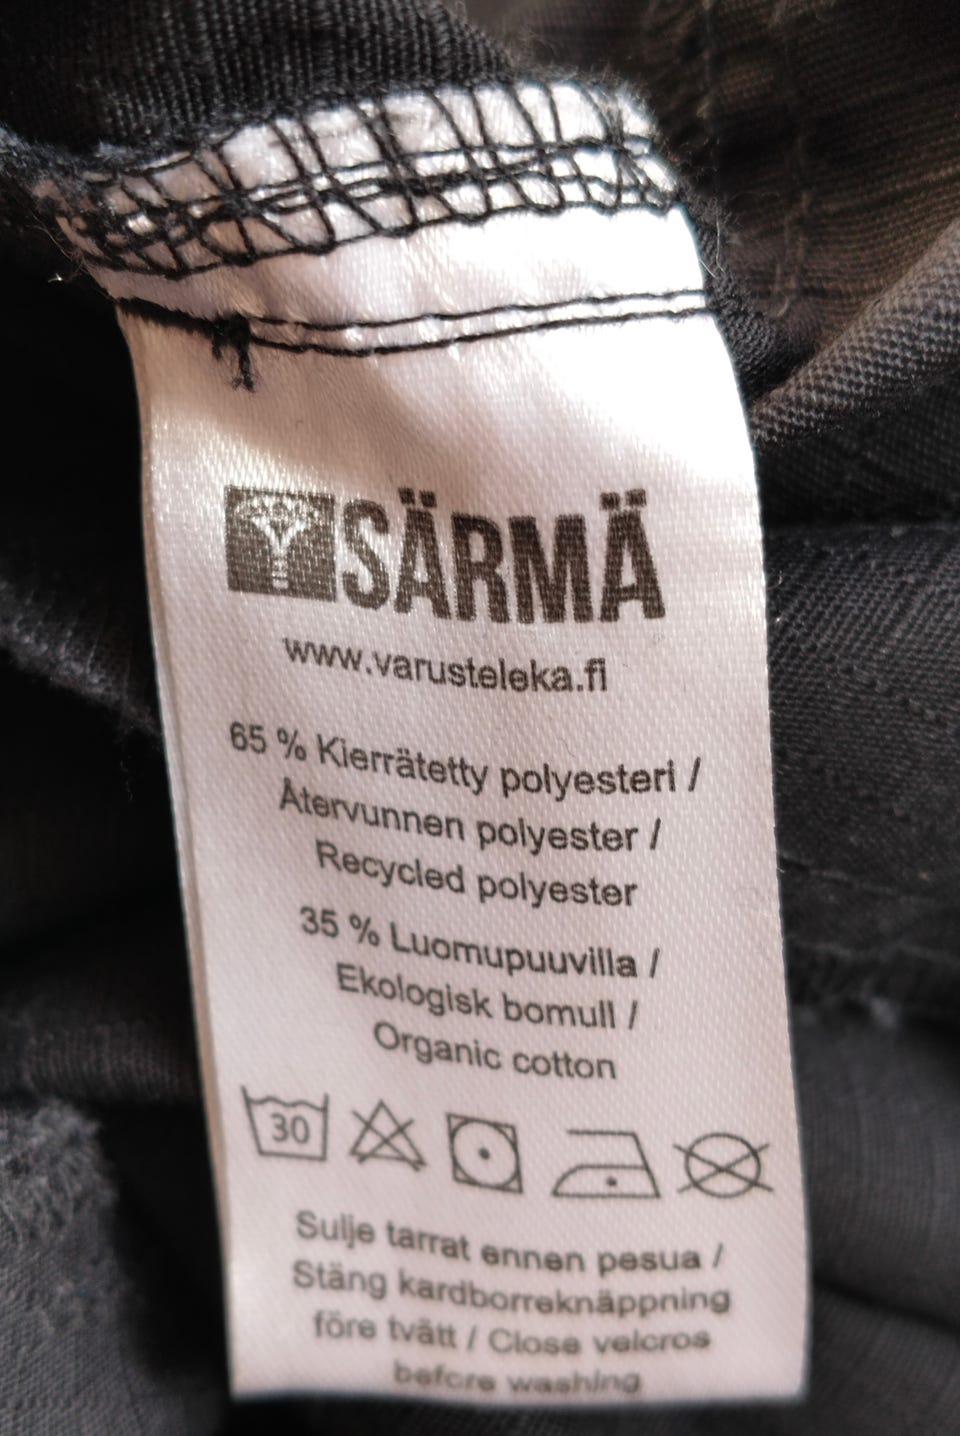 SÄRMÄ
www.varusteleka.fi
65 % Kierrätetty polyesteri /
Återvunnen polyester /
Recycled polyester
35 % Luomupuuvilla /
Ekologisk bomull /
Organic cotton
30
Sulje tarrat ennen pesua /
Stäng kardborreknäppning
före tvätt / Close velcros
before washing